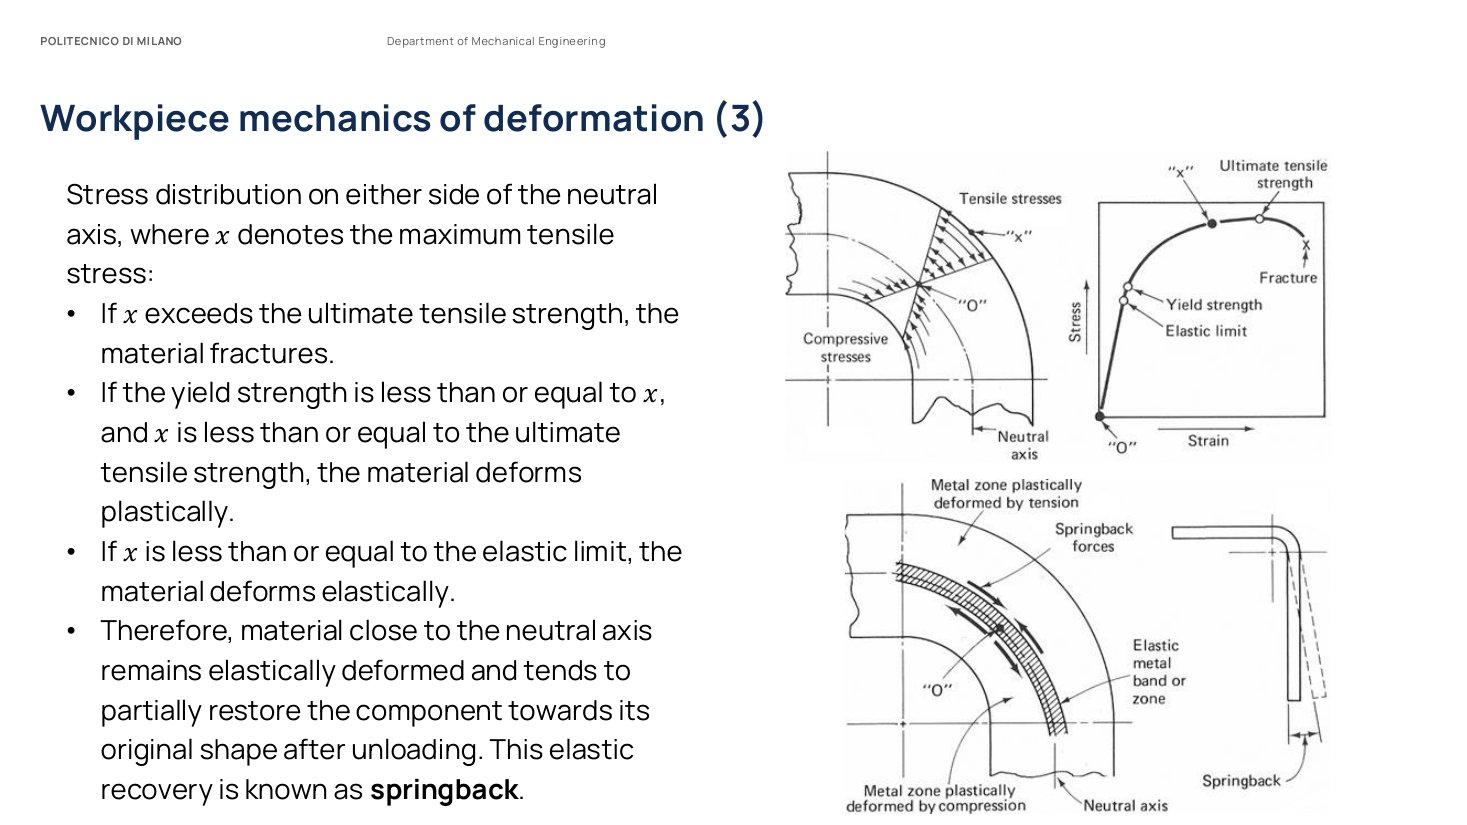 POLITECNICO DI MILANO
Department of Mechanical Engineering
Workpiece mechanics of deformation (3)
Stress distribution on either side of the neutral
axis, where x denotes the maximum tensile
stress:
• If x exceeds the ultimate tensile strength, the
material fractures.
• If the yield strength is less than or equal to x,
and x is less than or equal to the ultimate
tensile strength, the material deforms
plastically.
• If x is less than or equal to the elastic limit, the
material deforms elastically.
• Therefore, material close to the neutral axis
remains elastically deformed and tends to
partially restore the component towards its
original shape after unloading. This elastic
recovery is known as springback.
Tensile stresses
"x"
"O"
Compressive
stresses
Neutral
axis
"x"
Ultimate tensile
strength
x
Fracture
Yield strength
Elastic limit
Stress
"O"
Strain
Metal zone plastically
deformed by tension
Springback
forces
Elastic
metal
band or
zone
"O"
Metal zone plastically
deformed by compression
Neutral axis
Springback